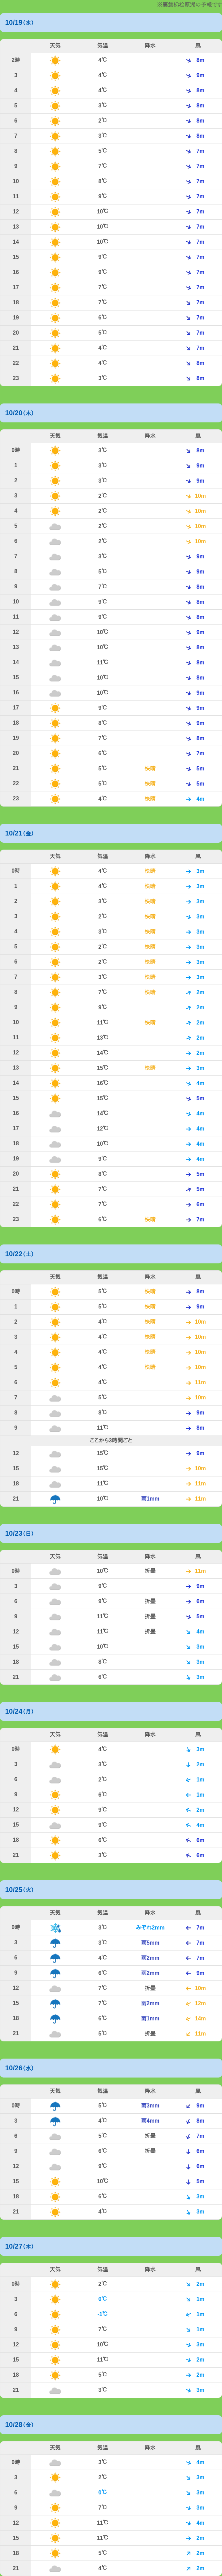 ※裏磐梯桧原湖の予報です
10/19(水)
天気 気温 降水 風
2時 4℃ 8m
3 4℃ 9m
4 4℃ 8m
5 3℃ 8m
6 2℃ 8m
7 3℃ 8m
8 5℃ 7m
9 7℃ 7m
10 8℃ 7m
11 9℃ 7m
12 10℃ 7m
13 10℃ 7m
14 10℃ 7m
15 9℃ 7m
16 9℃ 7m
17 7℃ 7m
18 7℃ 7m
19 6℃ 7m
20 5℃ 7m
21 4℃ 7m
22 4℃ 8m
23 3℃ 8m
10/20(木)
天気 気温 降水 風
0時 3℃ 8m
1 3℃ 9m
2 3℃ 9m
3 2℃ 10m
4 2℃ 10m
5 2℃ 10m
6 2℃ 10m
7 3℃ 9m
8 5℃ 9m
9 7℃ 8m
10 9℃ 8m
11 9℃ 8m
12 10℃ 9m
13 10℃ 8m
14 11℃ 8m
15 10℃ 8m
16 10℃ 9m
17 9℃ 9m
18 8℃ 9m
19 7℃ 8m
20 6℃ 7m
21 5℃ 快晴 5m
22 5℃ 快晴 5m
23 4℃ 快晴 4m
10/21(金)
天気 気温 降水 風
0時 4℃ 快晴 3m
1 4℃ 快晴 3m
2 3℃ 快晴 3m
3 2℃ 快晴 3m
4 3℃ 快晴 3m
5 2℃ 快晴 3m
6 2℃ 快晴 3m
7 3℃ 快晴 3m
8 7℃ 快晴 2m
9 9℃ 2m
10 11℃ 快晴 2m
11 13℃ 2m
12 14℃ 2m
13 15℃ 快晴 3m
14 16℃ 4m
15 15℃ 5m
16 14℃ 4m
17 12℃ 4m
18 10℃ 4m
19 9℃ 4m
20 8℃ 5m
21 7℃ 5m
22 7℃ 6m
23 6℃ 快晴 7m
10/22(土)
天気 気温 降水 風
0時 5℃ 快晴 8m
1 5℃ 快晴 9m
2 4℃ 快晴 10m
3 4℃ 快晴 10m
4 4℃ 快晴 10m
5 4℃ 快晴 10m
6 4℃ 11m
7 5℃ 10m
8 8℃ 9m
9 11℃ 8m
ここから3時間ごと
12 15℃ 9m
15 15℃ 10m
18 11℃ 11m
21 10℃ 雨1mm 11m
10/23(日)
天気 気温 降水 風
0時 10℃ 折曇 11m
3 9℃ 9m
6 9℃ 折曇 6m
9 11℃ 折曇 5m
12 11℃ 折曇 4m
15 10℃ 3m
18 8℃ 3m
21 6℃ 3m
10/24(月)
天気 気温 降水 風
0時 4℃ 3m
3 3℃ 2m
6 2℃ 1m
9 6℃ 1m
12 9℃ 2m
15 9℃ 4m
18 6℃ 6m
21 3℃ 6m
10/25(火)
天気 気温 降水 風
0時 3℃ みぞれ2mm 7m
3 3℃ 雨5mm 7m
6 4℃ 雨2mm 7m
9 6℃ 雨2mm 9m
12 7℃ 折曇 10m
15 7℃ 雨2mm 12m
18 6℃ 雨1mm 14m
21 5℃ 折曇 11m
10/26(水)
天気 気温 降水 風
0時 5℃ 雨3mm 9m
3 4℃ 雨4mm 8m
6 5℃ 折曇 7m
9 6℃ 折曇 6m
12 9℃ 6m
15 10℃ 5m
18 6℃ 3m
21 4℃ 3m
10/27(木)
天気 気温 降水 風
0時 2℃ 2m
3 0℃ 1m
6 -1℃ 1m
9 7℃ 1m
12 10℃ 3m
15 11℃ 2m
18 5℃ 2m
21 3℃ 3m
10/28(金)
天気 気温 降水 風
0時 3℃ 4m
3 2℃ 3m
6 0℃ 3m
9 7℃ 3m
12 11℃ 4m
15 11℃ 2m
18 5℃ 2m
21 4℃ 2m